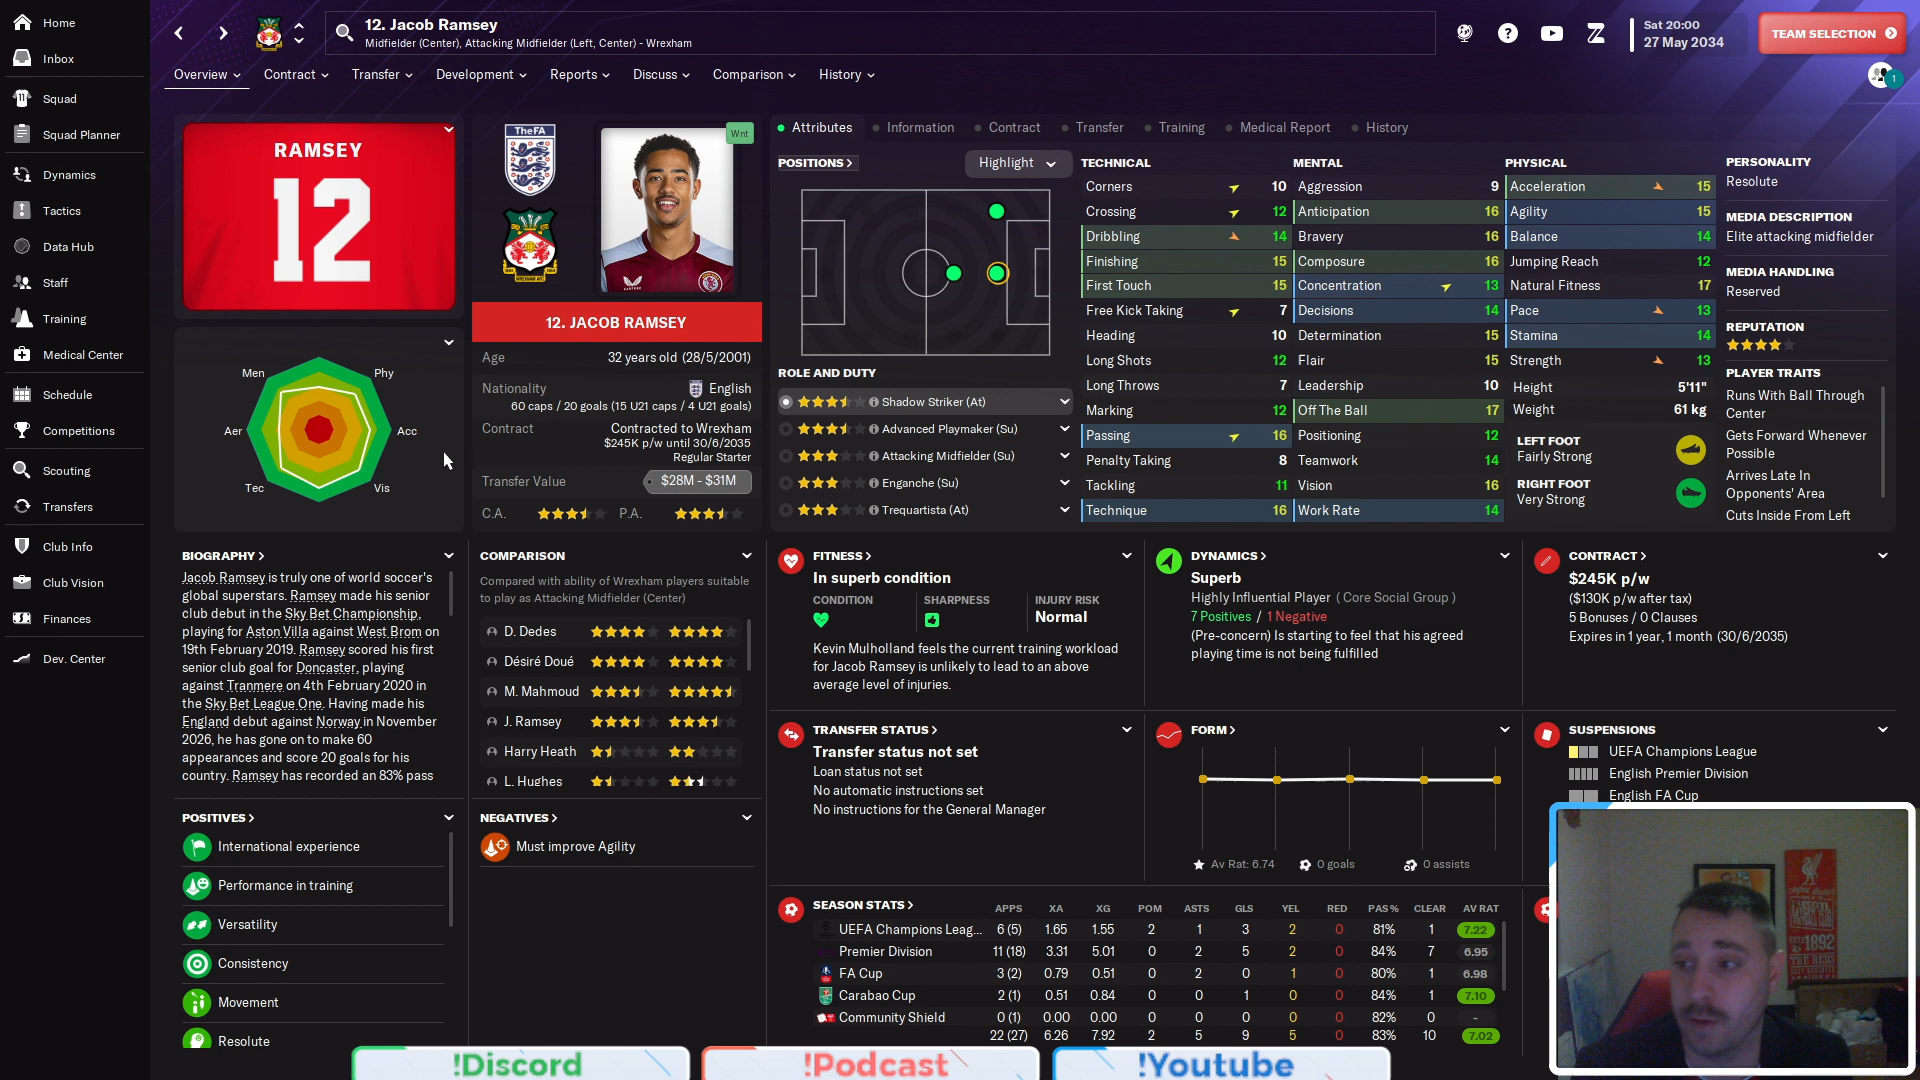 Home
Inbox
Squad
Squad Planner
Dynamics
Tactics
Data Hub
Staff
Training
Medical Center
Schedule
Competitions
Scouting
Transfers
Club Info
Club Vision
Finances
Dev. Center
12. Jacob Ramsey
Midfielder (Center), Attacking Midfielder (Left, Center) - Wrexham
Sat 20:00
27 May 2034
TEAM SELECTION
1
Overview
Contract
Transfer
Development
Reports
Discuss
Comparison
History
RAMSEY
12
Men
Phy
Aer
Acc
Tec
Vis
The FA
Wnt
12. JACOB RAMSEY
Age 32 years old (28/5/2001)
Nationality English
60 caps / 20 goals (15 U21 caps / 4 U21 goals)
Contract Contracted to Wrexham
$245K p/w until 30/6/2035
Regular Starter
Transfer Value $28M - $31M
C.A. P.A.
Attributes
Information
Contract
Transfer
Training
Medical Report
History
POSITIONS >
Highlight
ROLE AND DUTY
Shadow Striker (At)
Advanced Playmaker (Su)
Attacking Midfielder (Su)
Enganche (Su)
Trequartista (At)
TECHNICAL
Corners 10
Crossing 12
Dribbling 14
Finishing 15
First Touch 15
Free Kick Taking 7
Heading 10
Long Shots 12
Long Throws 7
Marking 12
Passing 16
Penalty Taking 8
Tackling 11
Technique 16
MENTAL
Aggression 9
Anticipation 16
Bravery 16
Composure 16
Concentration 13
Decisions 14
Determination 15
Flair 15
Leadership 10
Off The Ball 17
Positioning 12
Teamwork 14
Vision 16
Work Rate 14
PHYSICAL
Acceleration 15
Agility 15
Balance 14
Jumping Reach 12
Natural Fitness 17
Pace 13
Stamina 14
Strength 13
Height 5'11"
Weight 61 kg
LEFT FOOT
Fairly Strong
RIGHT FOOT
Very Strong
PERSONALITY
Resolute
MEDIA DESCRIPTION
Elite attacking midfielder
MEDIA HANDLING
Reserved
REPUTATION
PLAYER TRAITS
Runs With Ball Through
Center
Gets Forward Whenever
Possible
Arrives Late In
Opponents' Area
Cuts Inside From Left
BIOGRAPHY >
Jacob Ramsey is truly one of world soccer's
global superstars. Ramsey made his senior
club debut in the Sky Bet Championship,
playing for Aston Villa against West Brom on
19th February 2019. Ramsey scored his first
senior club goal for Doncaster, playing
against Tranmere on 4th February 2020 in
the Sky Bet League One. Having made his
England debut against Norway in November
2026, he has gone on to make 60
appearances and score 20 goals for his
country. Ramsey has recorded an 83% pass
COMPARISON
Compared with ability of Wrexham players suitable
to play as Attacking Midfielder (Center)
D. Dedes
Désiré Doué
M. Mahmoud
J. Ramsey
Harry Heath
L. Hughes
FITNESS >
In superb condition
CONDITION
SHARPNESS
INJURY RISK
Normal
Kevin Mulholland feels the current training workload
for Jacob Ramsey is unlikely to lead to an above
average level of injuries.
DYNAMICS >
Superb
Highly Influential Player ( Core Social Group )
7 Positives / 1 Negative
(Pre-concern) Is starting to feel that his agreed
playing time is not being fulfilled
CONTRACT >
$245K p/w
($130K p/w after tax)
5 Bonuses / 0 Clauses
Expires in 1 year, 1 month (30/6/2035)
TRANSFER STATUS >
Transfer status not set
Loan status not set
No automatic instructions set
No instructions for the General Manager
FORM >
Av Rat: 6.74
0 goals
0 assists
SUSPENSIONS
UEFA Champions League
English Premier Division
English FA Cup
POSITIVES >
International experience
Performance in training
Versatility
Consistency
Movement
Resolute
NEGATIVES >
Must improve Agility
SEASON STATS > APPS XA XG POM ASTS GLS YEL RED PAS % CLEAR AV RAT
UEFA Champions Leag... 6 (5) 1.65 1.55 2 1 3 2 0 81% 1 7.22
Premier Division 11 (18) 3.31 5.01 0 2 5 2 0 84% 7 6.95
FA Cup 3 (2) 0.79 0.51 0 2 0 1 0 80% 1 6.98
Carabao Cup 2 (1) 0.51 0.84 0 0 1 0 0 84% 1 7.10
Community Shield 0 (1) 0.00 0.00 0 0 0 0 0 82% 0 -
22 (27) 6.26 7.92 2 5 9 5 0 83% 10 7.02
!Discord
!Podcast
!Youtube
LIVERPOOL
1892
THE REDS